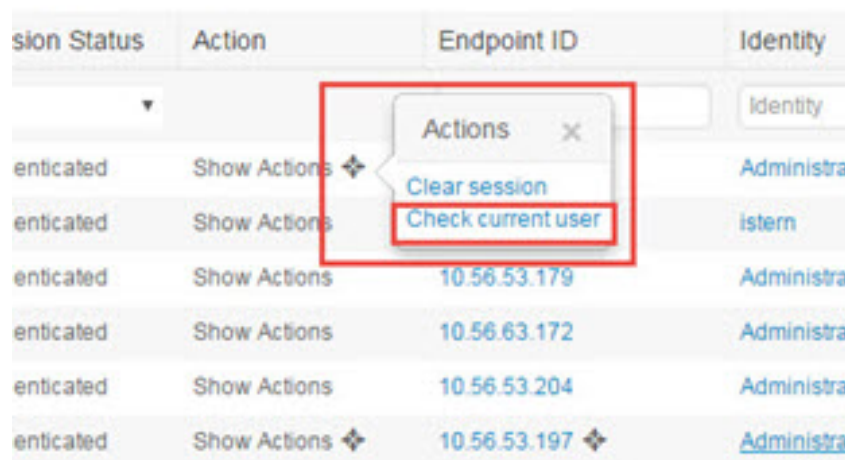 sion Status Action Endpoint ID Identity
Identity
Actions ×
enticated Show Actions Administra
Clear session
enticated Show Actions Check current user istern
enticated Show Actions 10.56.53.179 Administra
enticated Show Actions 10.56.63.172 Administra
enticated Show Actions 10.56.53.204 Administra
enticated Show Actions 10.56.53.197 Administra